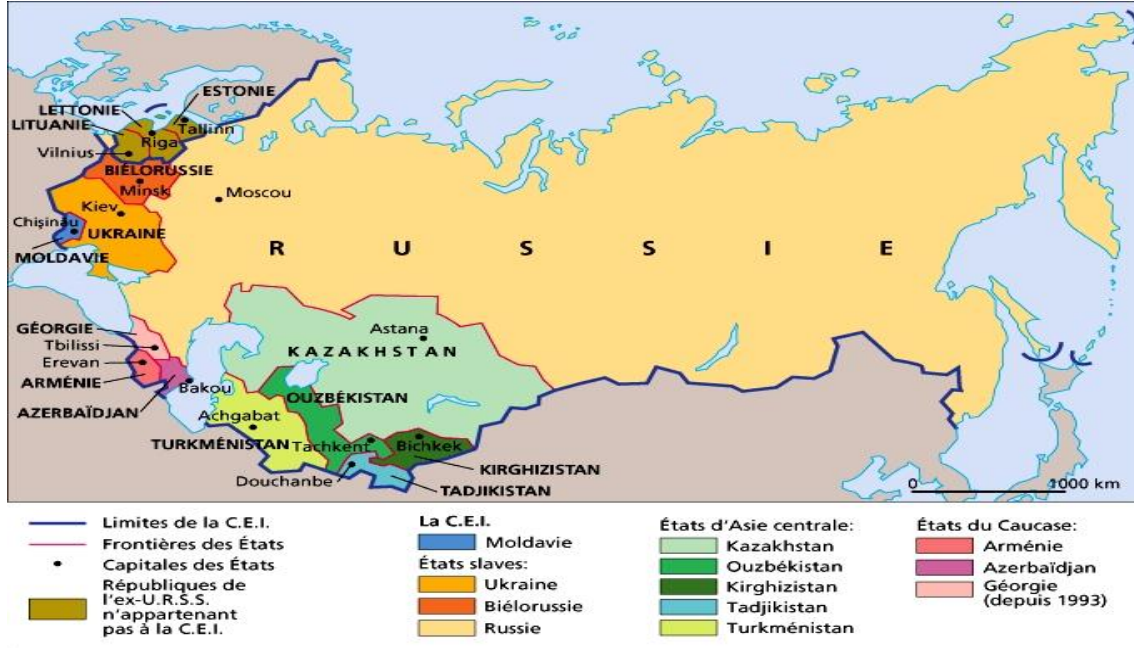 ESTONIE
LETTONIE
LITUANIE
Tallinn
Riga
Vilnius
BIÉLORUSSIE
Minsk
Moscou
Kiev
Chișinău
UKRAINE
MOLDAVIE
R U S S I E
GÉORGIE
Tbilissi
Erevan
ARMÉNIE
Bakou
AZERBAÏDJAN
Astana
KAZAKHSTAN
OUZBÉKISTAN
Achgabat
TURKMÉNISTAN
Tachkent
Bichkek
KIRGHIZISTAN
Douchanbe
TADJIKISTAN
0 1000 km
Limites de la C.E.I.
Frontières des États
Capitales des États
Républiques de
l'ex-U.R.S.S.
n'appartenant
pas à la C.E.I.
La C.E.I.
Moldavie
États slaves:
Ukraine
Biélorussie
Russie
États d'Asie centrale:
Kazakhstan
Ouzbékistan
Kirghizistan
Tadjikistan
Turkménistan
États du Caucase:
Arménie
Azerbaïdjan
Géorgie
(depuis 1993)